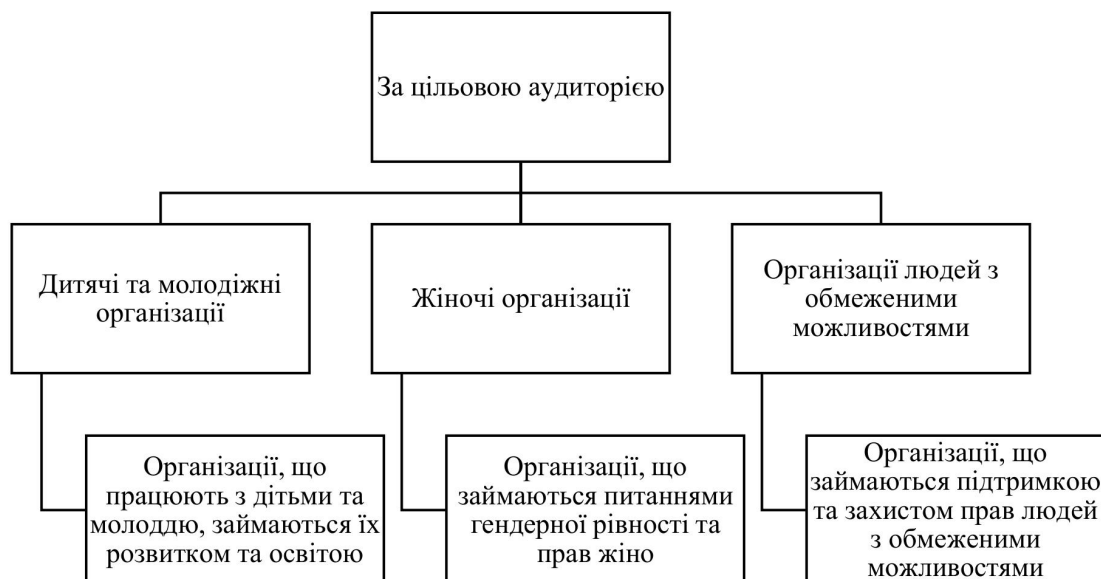 За цільовою аудиторією
Дитячі та молодіжні
організації
Жіночі організації
Організації людей з
обмеженими
можливостями
Організації, що
працюють з дітьми та
молоддю, займаються їх
розвитком та освітою
Організації, що
займаються питаннями
гендерної рівності та
прав жіно
Організації, що
займаються підтримкою
та захистом прав людей
з обмеженими
можливостями